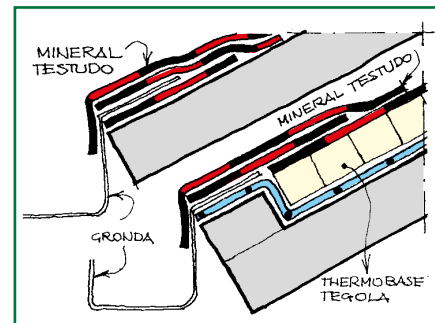 MINERAL
TESTUDO
MINERAL TESTUDO
GRONDA
THERMOBASE
TEGOLA